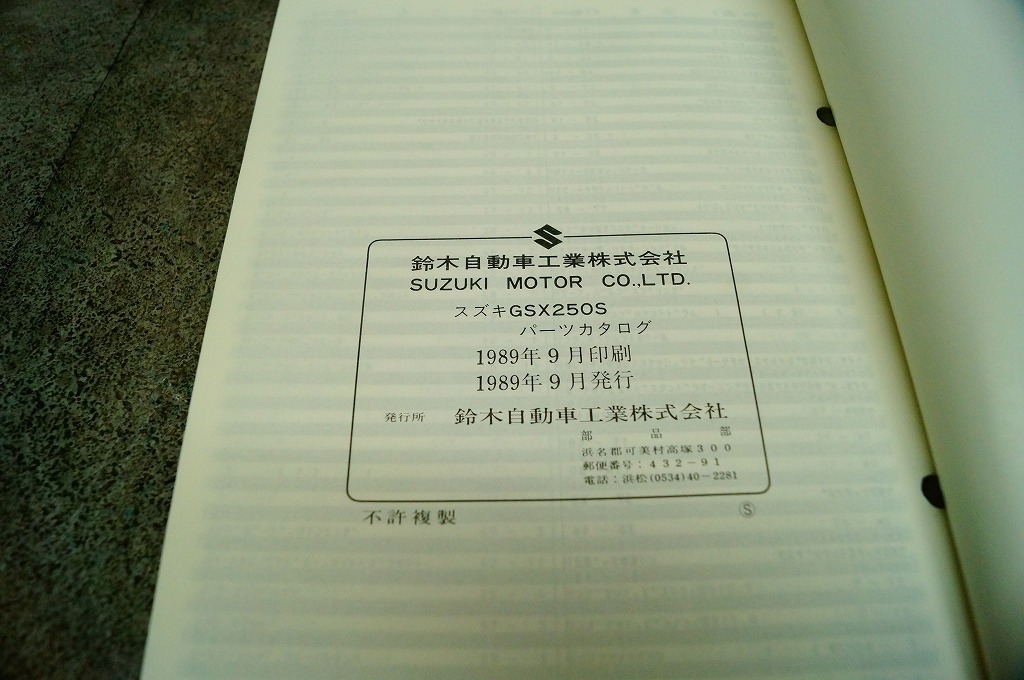 鈴木自動車工業株式会社
SUZUKI MOTOR CO.,LTD.
スズキGSX250S
パーツカタログ
1989年9月印刷
1989年9月発行
発行所 鈴木自動車工業株式会社
部品部
浜名郡可美村高塚300
郵便番号:432-91
電話:浜松(0534)40-2281
不許複製 Ⓢ